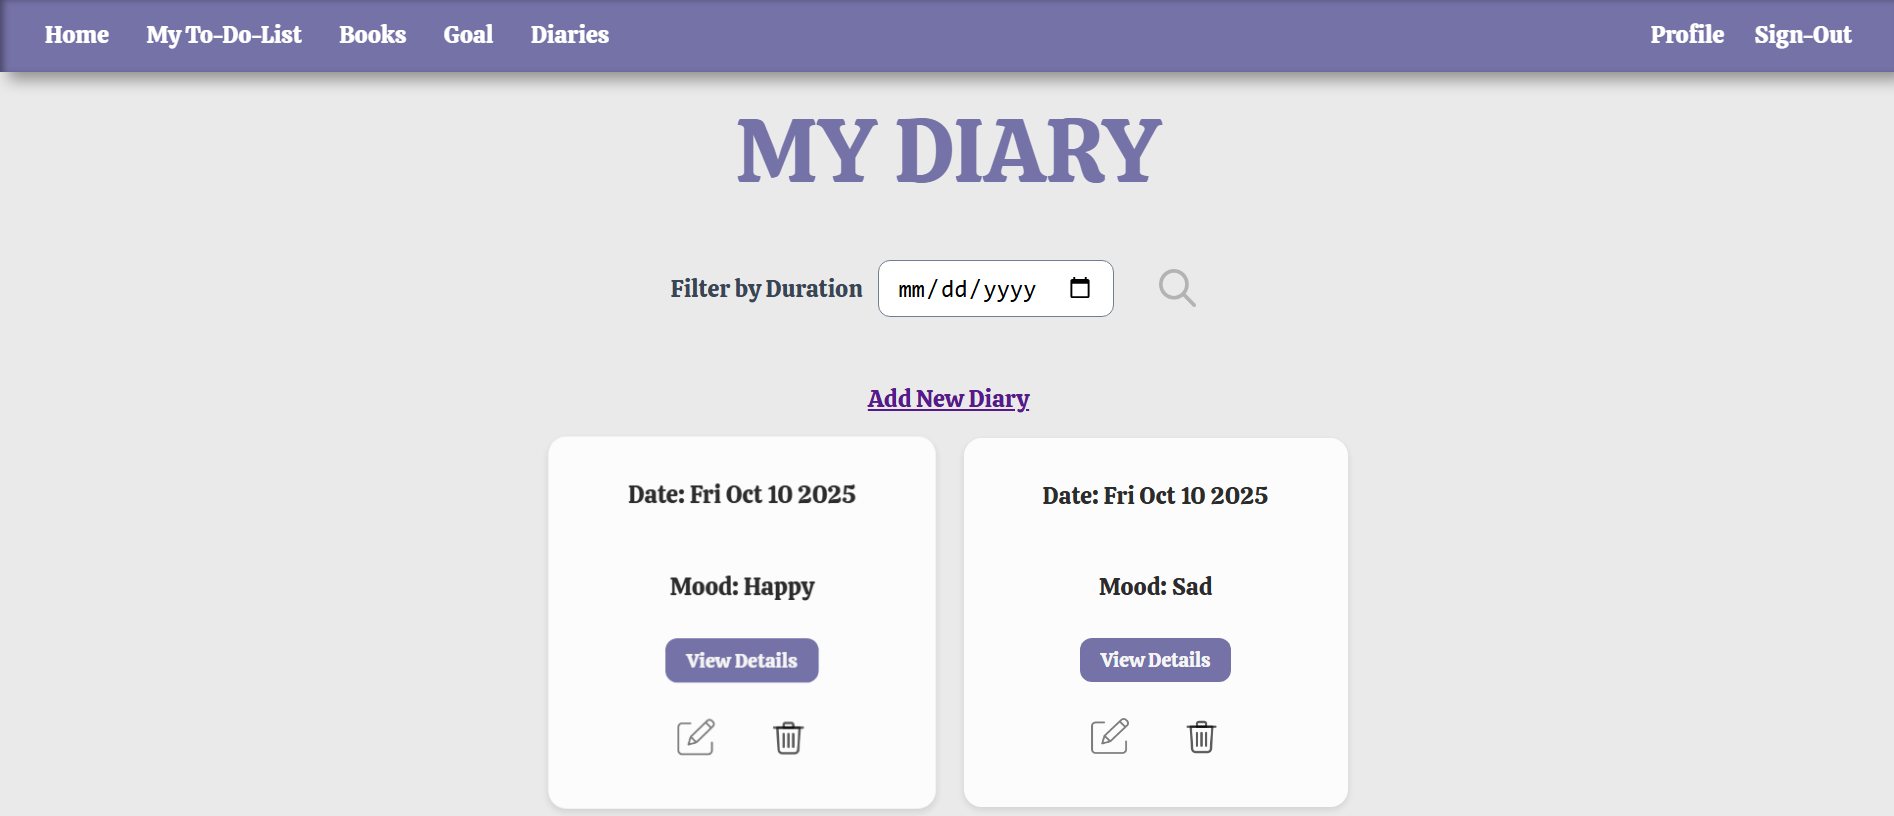 Home My To-Do-List Books Goal Diaries Profile Sign-Out
MY DIARY
Filter by Duration mm/dd/yyyy
Add New Diary
Date: Fri Oct 10 2025
Mood: Happy
View Details
Date: Fri Oct 10 2025
Mood: Sad
View Details